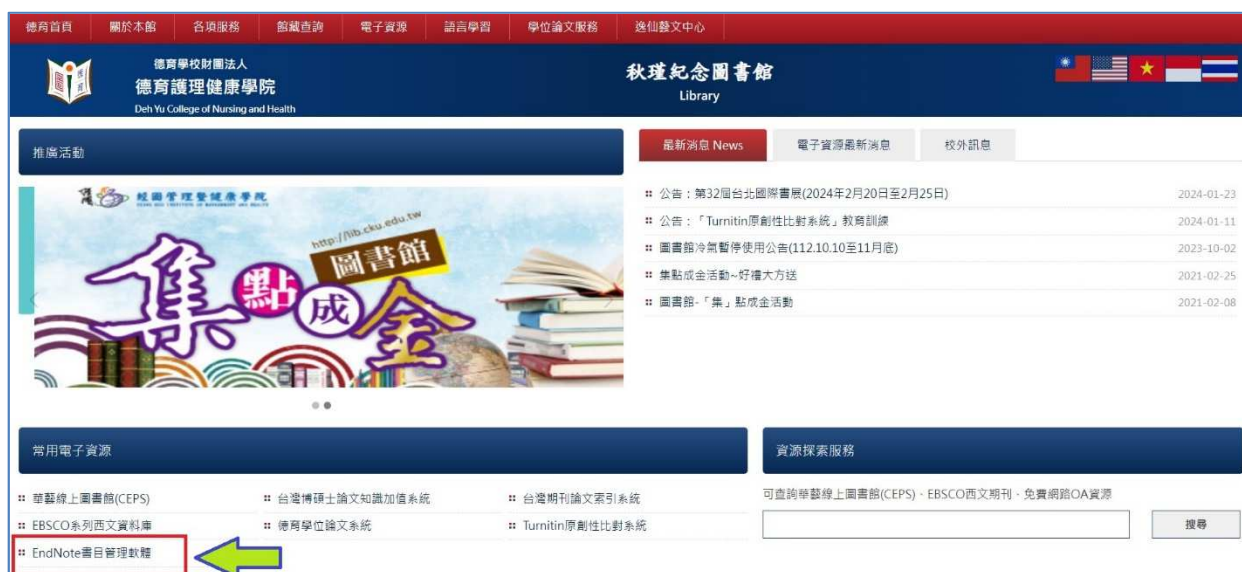 德育首頁 關於本館 各項服務 館藏查詢 電子資源 語言學習 學位論文服務 逸仙藝文中心
德育學校財團法人
德育護理健康學院
Deh Yu College of Nursing and Health
秋瑾紀念圖書館
Library
推廣活動
最新消息 News 電子資源最新消息 校外訊息
經國管理暨健康學院
http://lib.cku.edu.tw
圖書館
集點成金
公告：第32屆台北國際書展(2024年2月20日至2月25日) 2024-01-23
公告：「Turnitin原創性比對系統」教育訓練 2024-01-11
圖書館冷氣暫停使用公告(112.10.10至11月底) 2023-10-02
集點成金活動~好禮大方送 2021-02-25
圖書館-「集」點成金活動 2021-02-08
常用電子資源
資源探索服務
華藝線上圖書館(CEPS) 台灣博碩士論文知識加值系統 台灣期刊論文索引系統
EBSCO系列西文資料庫 德育學位論文系統 Turnitin原創性比對系統
EndNote書目管理軟體
可查詢華藝線上圖書館(CEPS)、EBSCO西文期刊、免費網路OA資源
搜尋